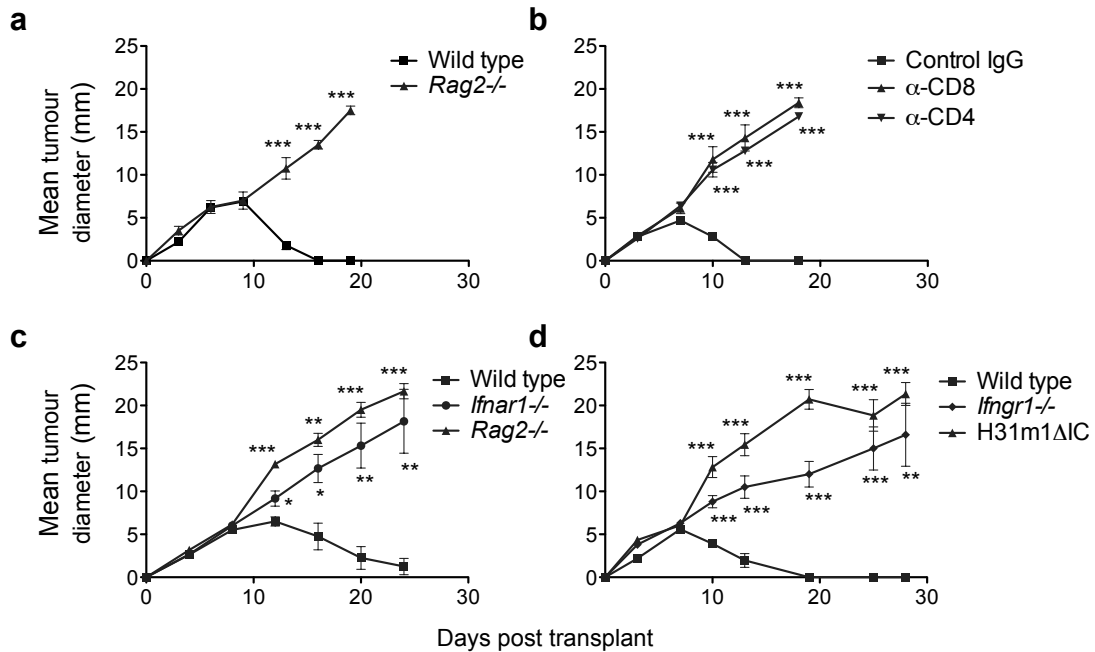 a
Wild type
Rag2-/-
Mean tumour
diameter (mm)
25
20
15
10
5
0
0 10 20 30
***
***
***
b
Control IgG
α-CD8
α-CD4
25
20
15
10
5
0
0 10 20 30
***
***
***
***
***
***
c
Wild type
Ifnar1-/-
Rag2-/-
Mean tumour
diameter (mm)
25
20
15
10
5
0
0 10 20 30
***
**
***
***
*
*
**
**
d
Wild type
Ifngr1-/-
H31m1ΔIC
25
20
15
10
5
0
0 10 20 30
***
***
***
***
***
***
***
***
***
**
Days post transplant